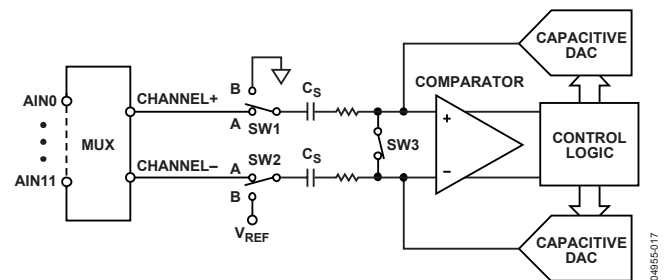 CAPACITIVE
DAC
B
CS
COMPARATOR
AIN0
CHANNEL+
A
SW1
+
MUX
SW3
CONTROL
LOGIC
CHANNEL–
A
SW2
CS
–
AIN11
B
VREF
CAPACITIVE
DAC
04955-017